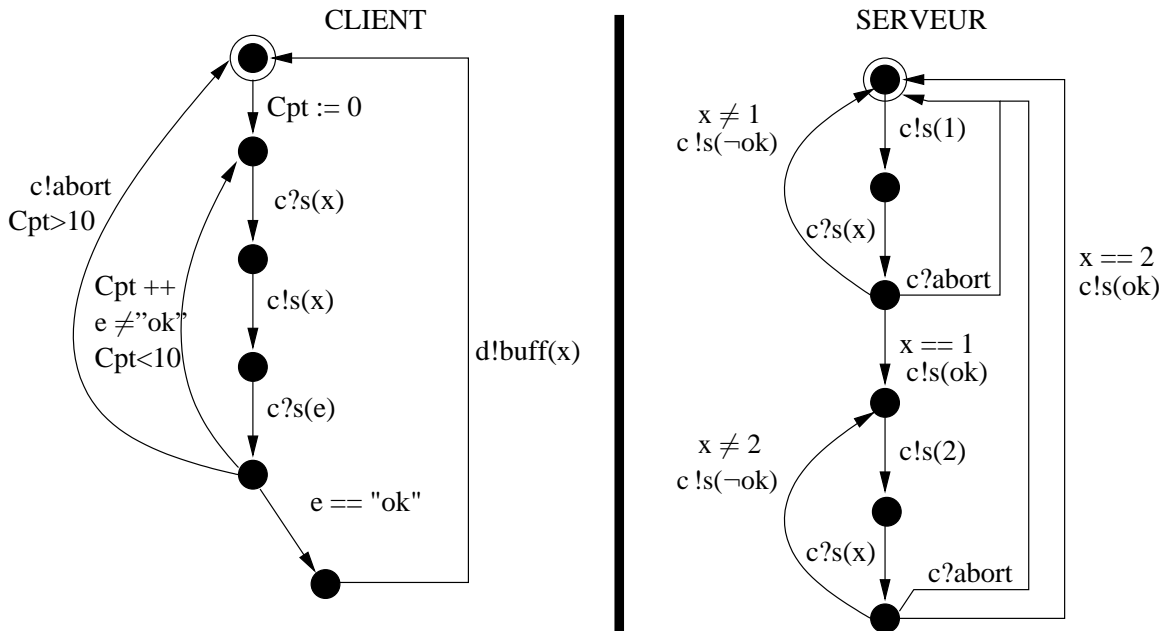 CLIENT
Cpt := 0
c?s(x)
c!s(x)
c?s(e)
c!abort
Cpt>10
Cpt ++
e ≠”ok”
Cpt<10
e == "ok"
d!buff(x)
SERVEUR
c!s(1)
x ≠ 1
c!s(¬ok)
c?s(x)
c?abort
x == 1
c!s(ok)
x == 2
c!s(ok)
c!s(2)
x ≠ 2
c!s(¬ok)
c?s(x)
c?abort